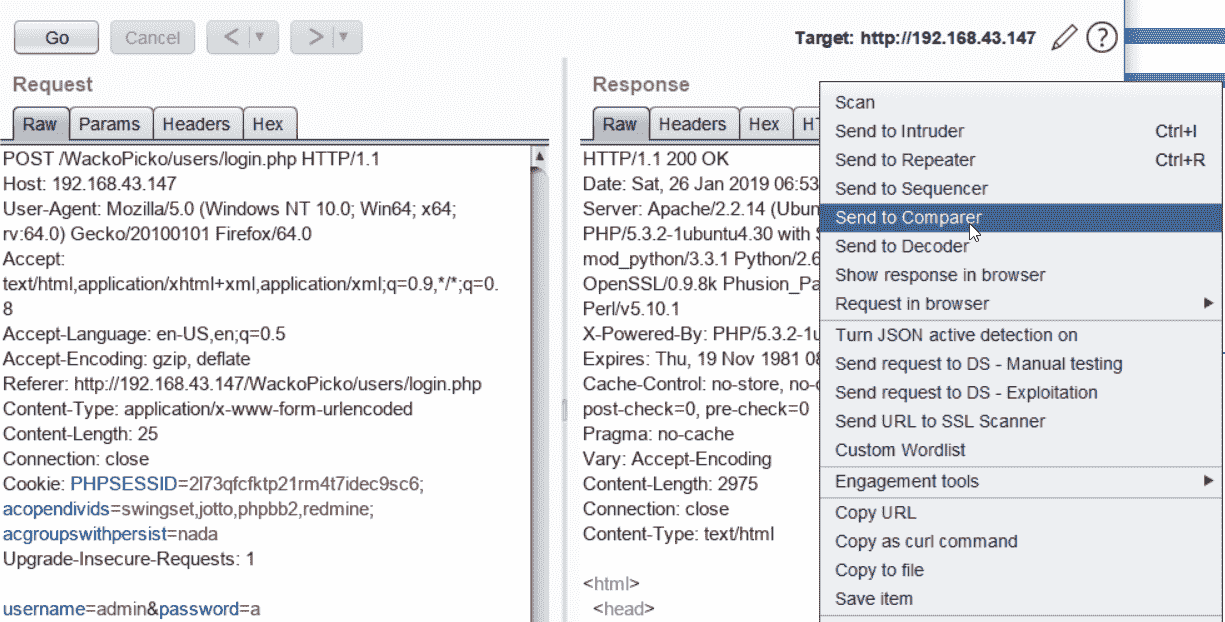 Go
Cancel
<
>
Target: http://192.168.43.147
?
Request
Raw
Params
Headers
Hex
POST /WackoPicko/users/login.php HTTP/1.1
Host: 192.168.43.147
User-Agent: Mozilla/5.0 (Windows NT 10.0; Win64; x64;
rv:64.0) Gecko/20100101 Firefox/64.0
Accept:
text/html,application/xhtml+xml,application/xml;q=0.9,*/*;q=0.
8
Accept-Language: en-US,en;q=0.5
Accept-Encoding: gzip, deflate
Referer: http://192.168.43.147/WackoPicko/users/login.php
Content-Type: application/x-www-form-urlencoded
Content-Length: 25
Connection: close
Cookie: PHPSESSID=2l73qfcfktp21rm4t7idec9sc6;
acopendivids=swingset,jotto,phpbb2,redmine;
acgroupswithpersist=nada
Upgrade-Insecure-Requests: 1
username=admin&password=a
Response
Raw
Headers
Hex
HTTP/1.1 200 OK
Date: Sat, 26 Jan 2019 06:53
Server: Apache/2.2.14 (Ubun
PHP/5.3.2-1ubuntu4.30 with
mod_python/3.3.1 Python/2.6
OpenSSL/0.9.8k Phusion_Pa
Perl/v5.10.1
X-Powered-By: PHP/5.3.2-1u
Expires: Thu, 19 Nov 1981 08
Cache-Control: no-store, no-c
post-check=0, pre-check=0
Pragma: no-cache
Vary: Accept-Encoding
Content-Length: 2975
Connection: close
Content-Type: text/html
<html>
<head>
Scan
Send to Intruder Ctrl+I
Send to Repeater Ctrl+R
Send to Sequencer
Send to Comparer
Send to Decoder
Show response in browser
Request in browser
Turn JSON active detection on
Send request to DS - Manual testing
Send request to DS - Exploitation
Send URL to SSL Scanner
Custom Wordlist
Engagement tools
Copy URL
Copy as curl command
Copy to file
Save item